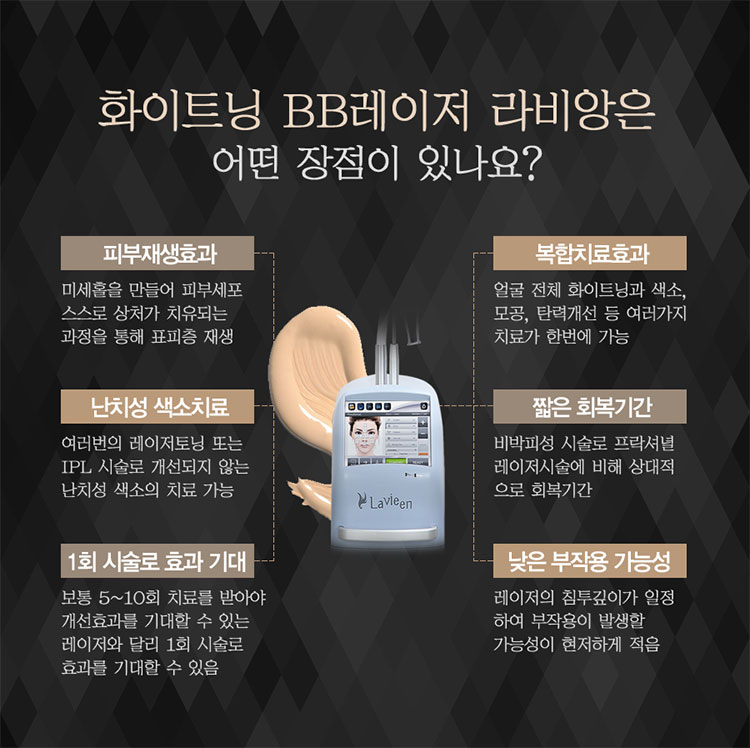 화이트닝 BB레이저 라비앙은
어떤 장점이 있나요?
피부재생효과
미세홀을 만들어 피부세포
스스로 상처가 치유되는
과정을 통해 표피층 재생
난치성 색소치료
여러번의 레이저토닝 또는
IPL 시술로 개선되지 않는
난치성 색소의 치료 가능
1회 시술로 효과 기대
보통 5~10회 치료를 받아야
개선효과를 기대할 수 있는
레이저와 달리 1회 시술로
효과를 기대할 수 있음
Lavieen
복합치료효과
얼굴 전체 화이트닝과 색소,
모공, 탄력개선 등 여러가지
치료가 한번에 가능
짧은 회복기간
비박피성 시술로 프락셔널
레이저시술에 비해 상대적
으로 회복기간
낮은 부작용 가능성
레이저의 침투깊이가 일정
하여 부작용이 발생할
가능성이 현저하게 적음